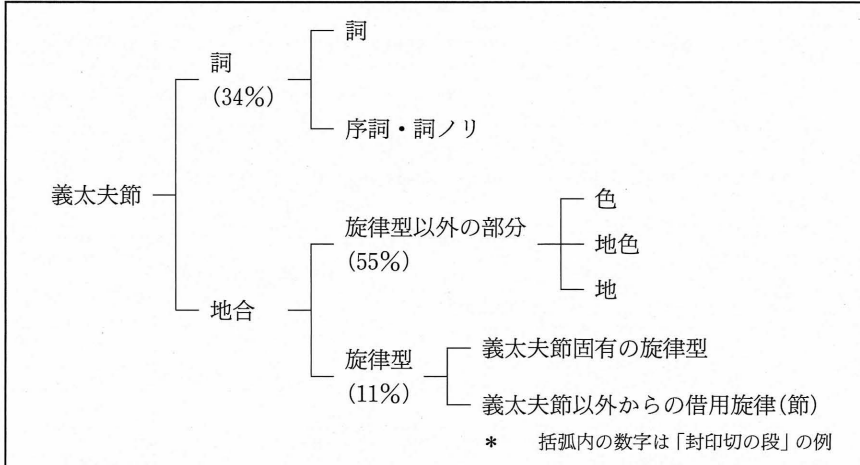 詞
詞
(34%)
序詞・詞ノリ
義太夫節
色
旋律型以外の部分
(55%)
地色
地
地合
義太夫節固有の旋律型
旋律型
(11%)
義太夫節以外からの借用旋律(節)
* 括弧内の数字は「封印切の段」の例